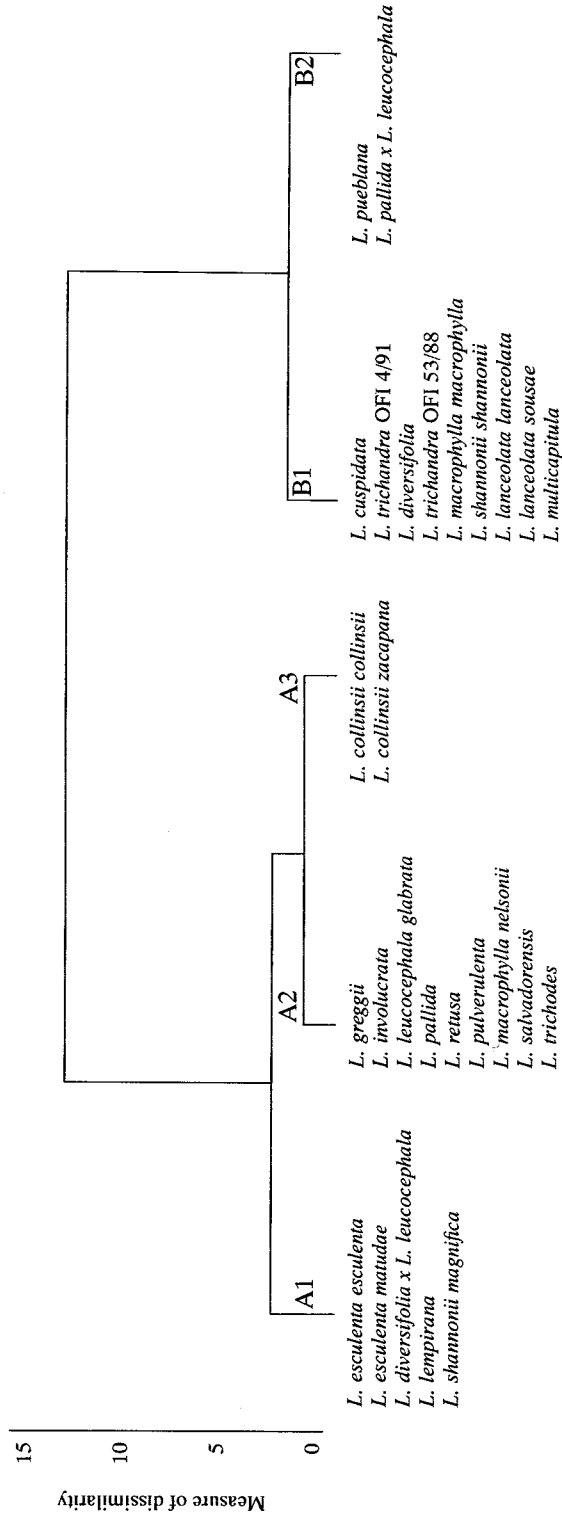 Measure of dissimilarity
15
10
5
0
A1
L. esculenta esculenta
L. esculenta matudae
L. diversifolia x L. leucocephala
L. lempirana
L. shannonii magnifica
A2
L. greggii
L. involucrata
L. leucocephala glabrata
L. pallida
L. retusa
L. pulverulenta
L. macrophylla nelsonii
L. salvadorensis
L. trichodes
A3
L. collinsii collinsii
L. collinsii zacapana
B1
L. cuspidata
L. trichandra OFI 4/91
L. diversifolia
L. trichandra OFI 53/88
L. macrophylla macrophylla
L. shannonii shannonii
L. lanceolata lanceolata
L. lanceolata sousae
L. multicapitula
B2
L. pueblana
L. pallida x L. leucocephala